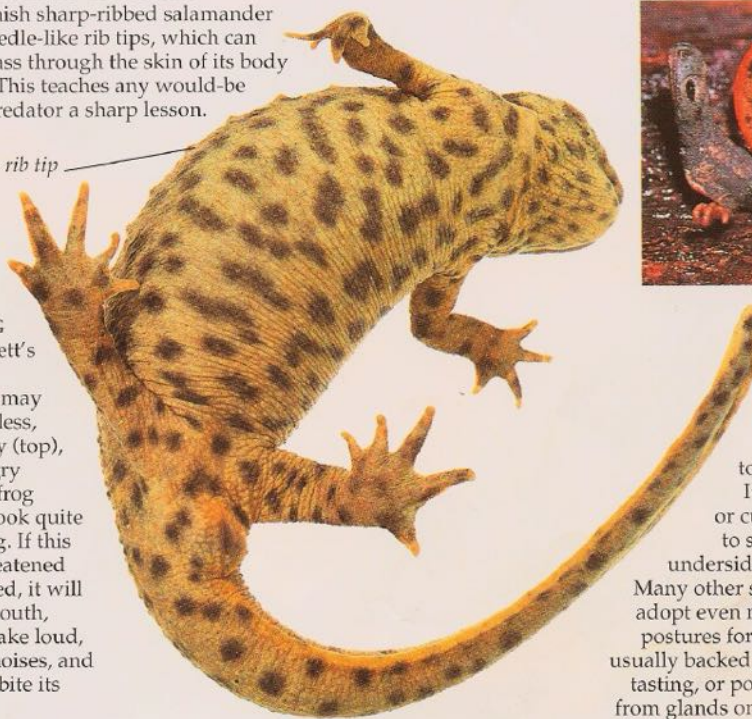 nish sharp-ribbed salamander
edle-like rib tips, which can
ass through the skin of its body
This teaches any would-be
redator a sharp lesson.
rib tip
G
ett's
may
less,
y (top),
ry
frog
ook quite
g. If this
eatened
ed, it will
outh,
ake loud,
noises, and
bite its
to
I
or cu
to s
undersid
Many other s
adopt even m
postures for
usually backed
tasting, or po
from glands on